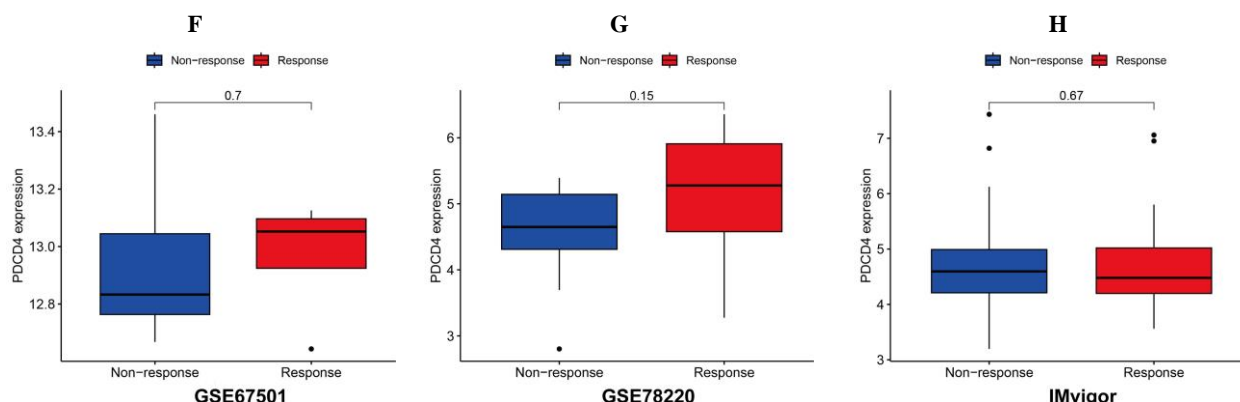 F
Non-response Response
0.7
13.4
13.2
13.0
12.8
PDCD4 expression
Non-response Response
GSE67501
G
Non-response Response
0.15
6
5
4
3
PDCD4 expression
Non-response Response
GSE78220
H
Non-response Response
0.67
7
6
5
4
3
PDCD4 expression
Non-response Response
IMvigor